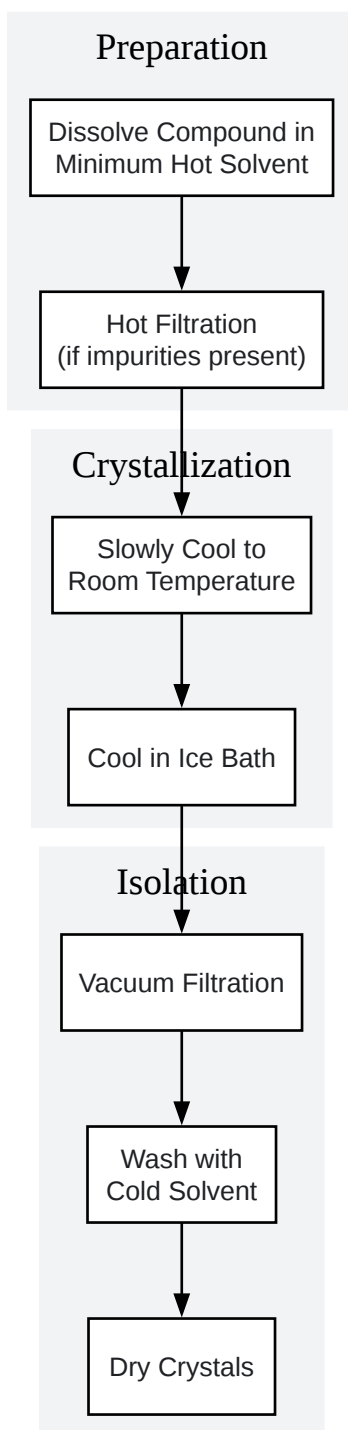 Preparation
Dissolve Compound in
Minimum Hot Solvent
Hot Filtration
(if impurities present)
Crystallization
Slowly Cool to
Room Temperature
Cool in Ice Bath
Isolation
Vacuum Filtration
Wash with
Cold Solvent
Dry Crystals